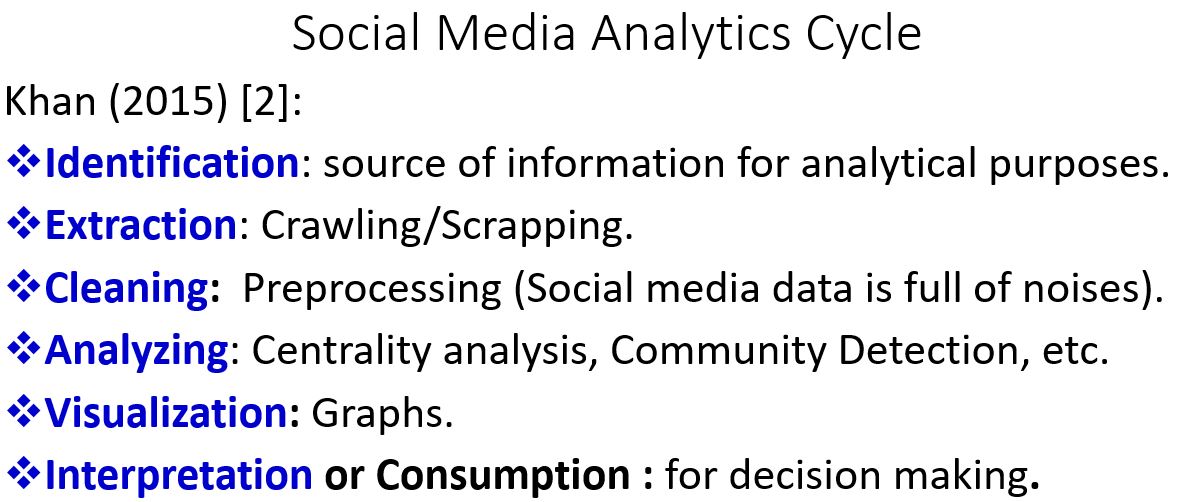 Social Media Analytics Cycle
Khan (2015) [2]:
❖Identification: source of information for analytical purposes.
❖Extraction: Crawling/Scrapping.
❖Cleaning: Preprocessing (Social media data is full of noises).
❖Analyzing: Centrality analysis, Community Detection, etc.
❖Visualization: Graphs.
❖Interpretation or Consumption : for decision making.